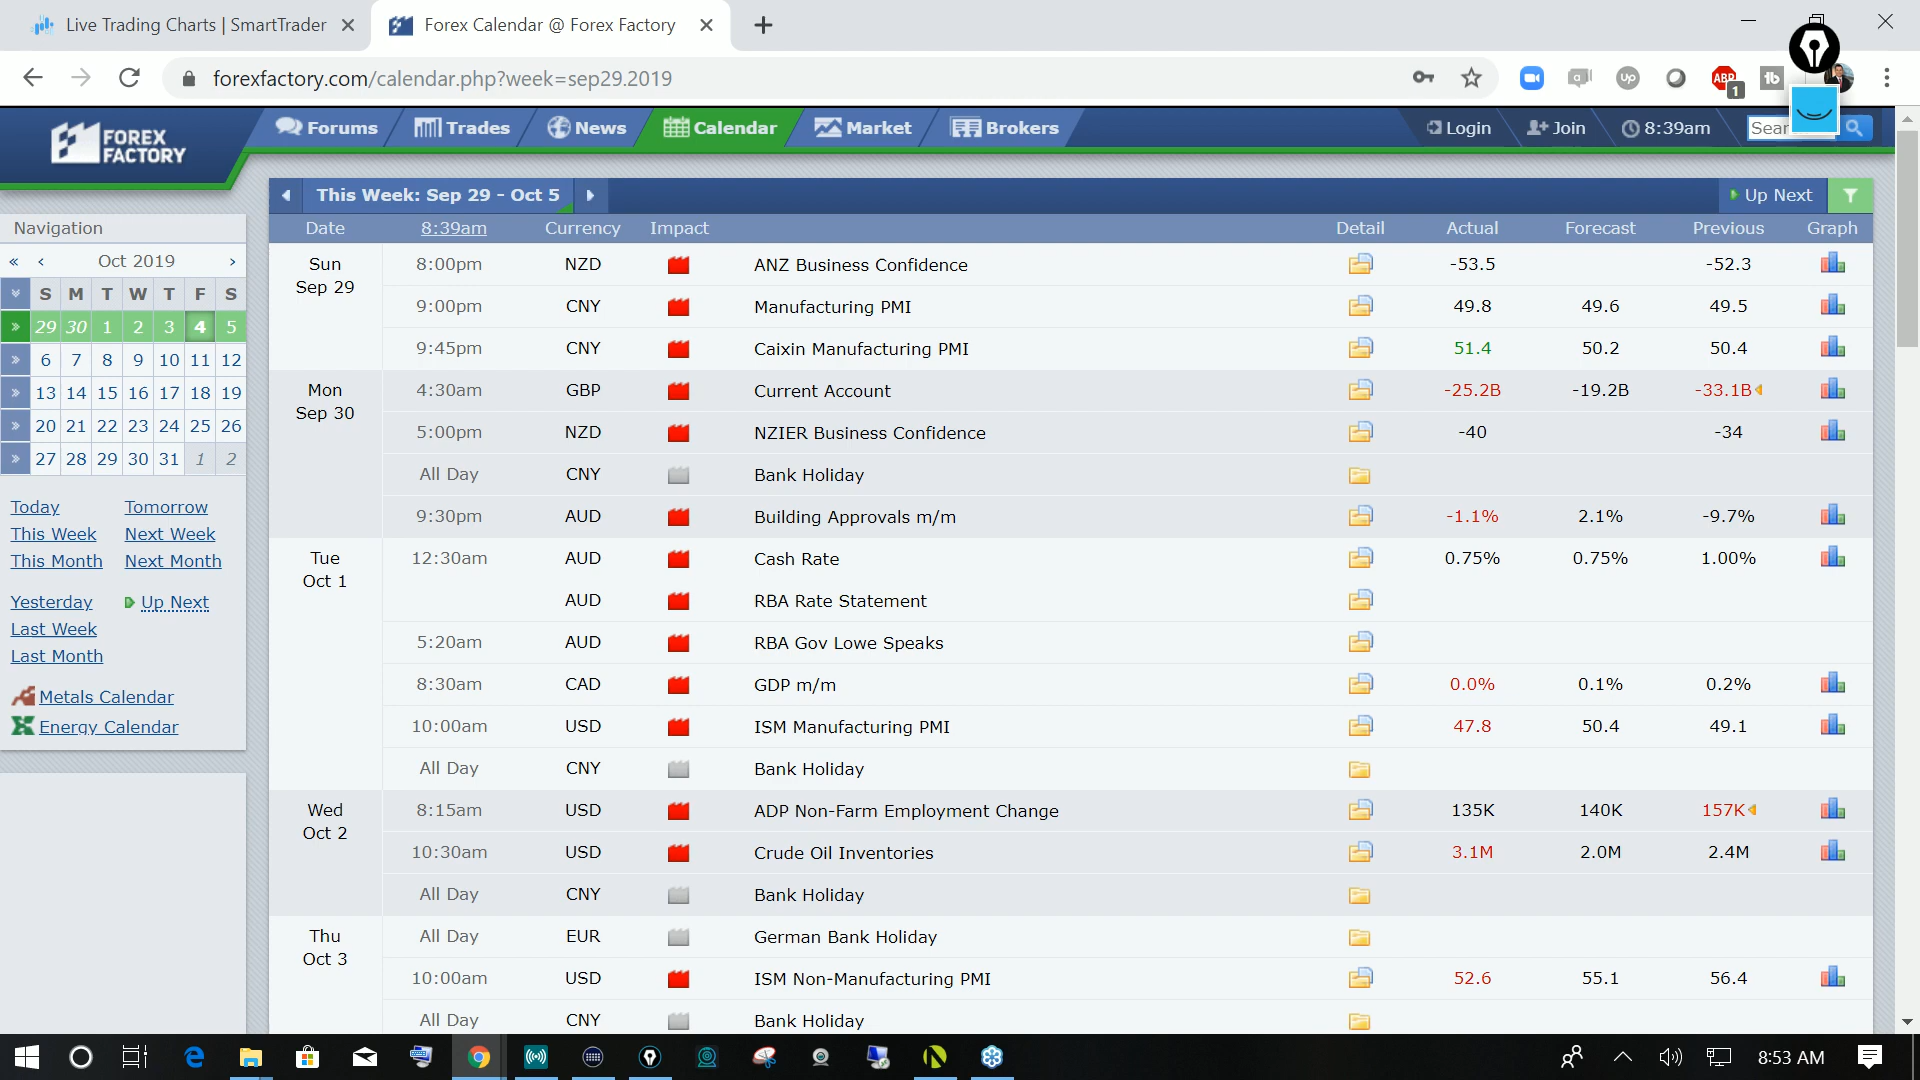 Live Trading Charts | SmartTrader
Forex Calendar @ Forex Factory
forexfactory.com/calendar.php?week=sep29.2019
ABP 1
Up
tb
FOREX FACTORY
Forums Trades News Calendar Market Brokers
Login Join 8:39am
Sear
This Week: Sep 29 - Oct 5 Up Next
Date 8:39am Currency Impact Detail Actual Forecast Previous Graph
Sun Sep 29 8:00pm NZD ANZ Business Confidence -53.5 -52.3
9:00pm CNY Manufacturing PMI 49.8 49.6 49.5
9:45pm CNY Caixin Manufacturing PMI 51.4 50.2 50.4
Mon Sep 30 4:30am GBP Current Account -25.2B -19.2B -33.1B
5:00pm NZD NZIER Business Confidence -40 -34
All Day CNY Bank Holiday
9:30pm AUD Building Approvals m/m -1.1% 2.1% -9.7%
Tue Oct 1 12:30am AUD Cash Rate 0.75% 0.75% 1.00%
AUD RBA Rate Statement
5:20am AUD RBA Gov Lowe Speaks
8:30am CAD GDP m/m 0.0% 0.1% 0.2%
10:00am USD ISM Manufacturing PMI 47.8 50.4 49.1
All Day CNY Bank Holiday
Wed Oct 2 8:15am USD ADP Non-Farm Employment Change 135K 140K 157K
10:30am USD Crude Oil Inventories 3.1M 2.0M 2.4M
All Day CNY Bank Holiday
Thu Oct 3 All Day EUR German Bank Holiday
10:00am USD ISM Non-Manufacturing PMI 52.6 55.1 56.4
All Day CNY Bank Holiday
Navigation
« ‹ Oct 2019 ›
S M T W T F S
29 30 1 2 3 4 5
6 7 8 9 10 11 12
13 14 15 16 17 18 19
20 21 22 23 24 25 26
27 28 29 30 31 1 2
Today Tomorrow
This Week Next Week
This Month Next Month
Yesterday Up Next
Last Week
Last Month
Metals Calendar
Energy Calendar
8:53 AM